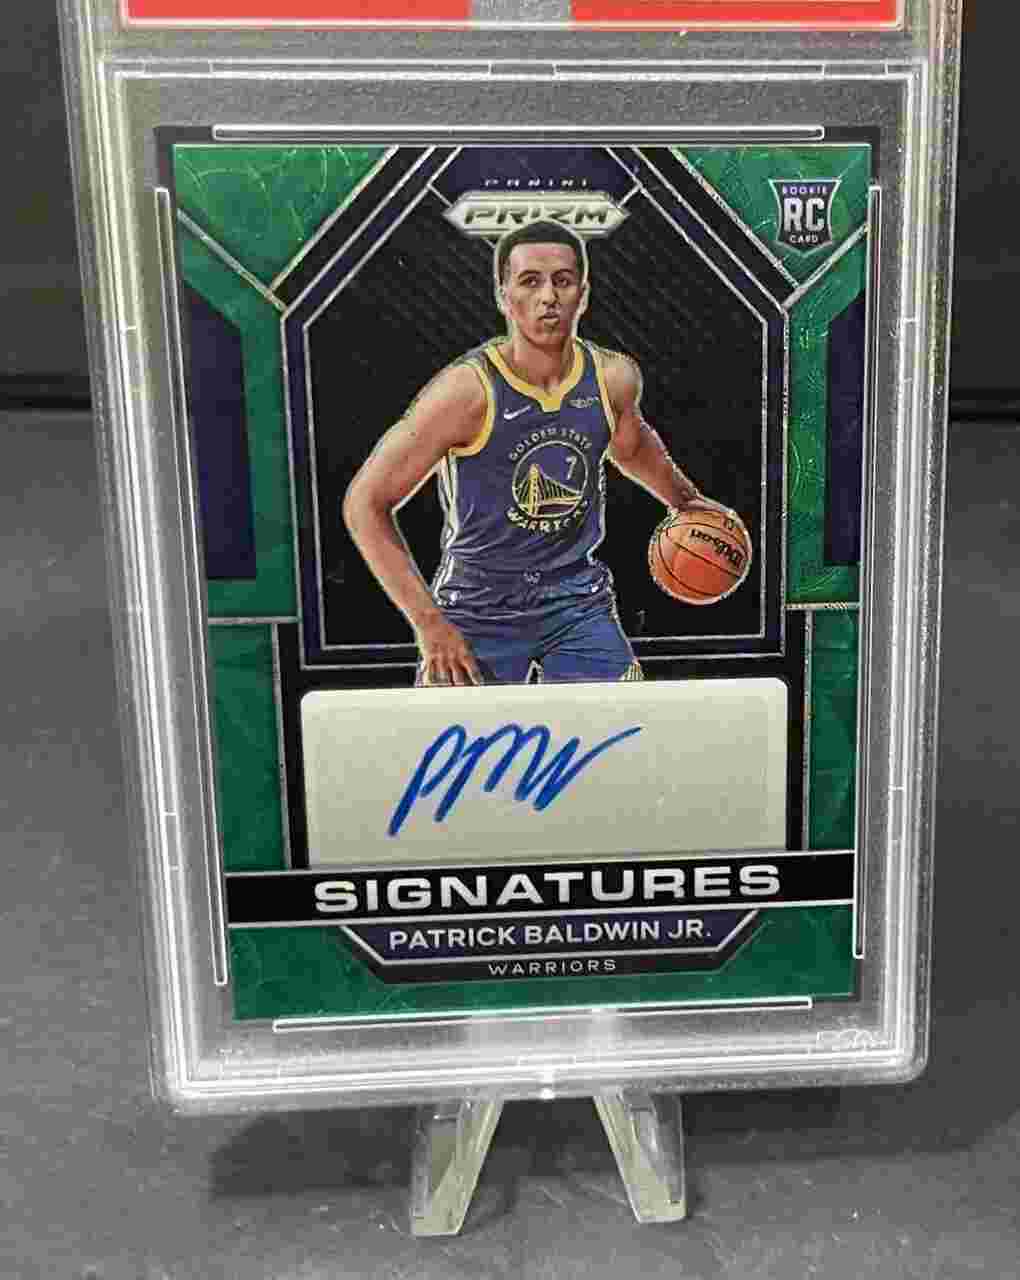 PANINI
PRIZM
ROOKIE
RC
CARD
GOLDEN STATE
7
WARRIORS
Wilson
SIGNATURES
PATRICK BALDWIN JR.
WARRIORS